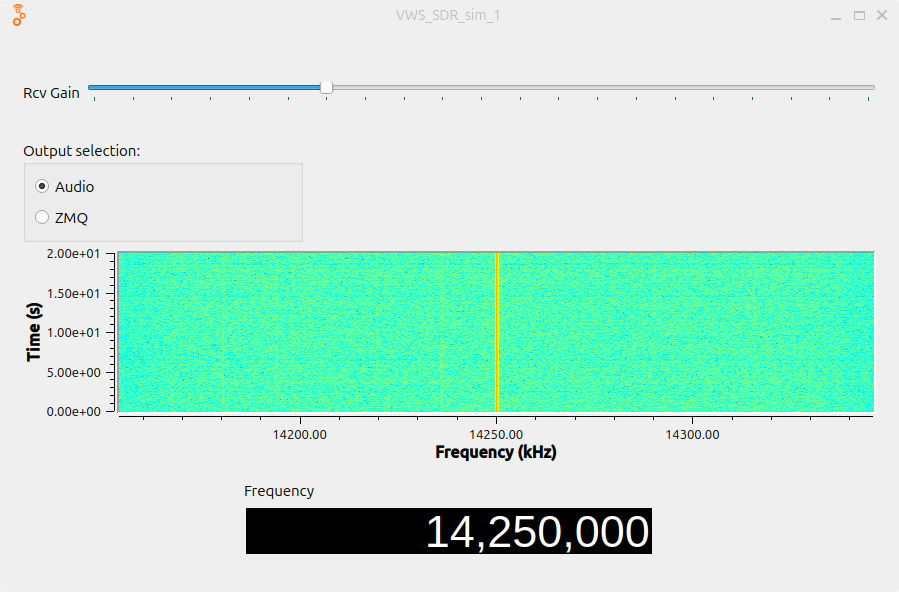 VWS_SDR_sim_1
Rcv Gain
Output selection:
Audio
ZMQ
2.00e+01
1.50e+01
1.00e+01
5.00e+00
0.00e+00
Time (s)
14200.00 14250.00 14300.00
Frequency (kHz)
Frequency
14,250,000